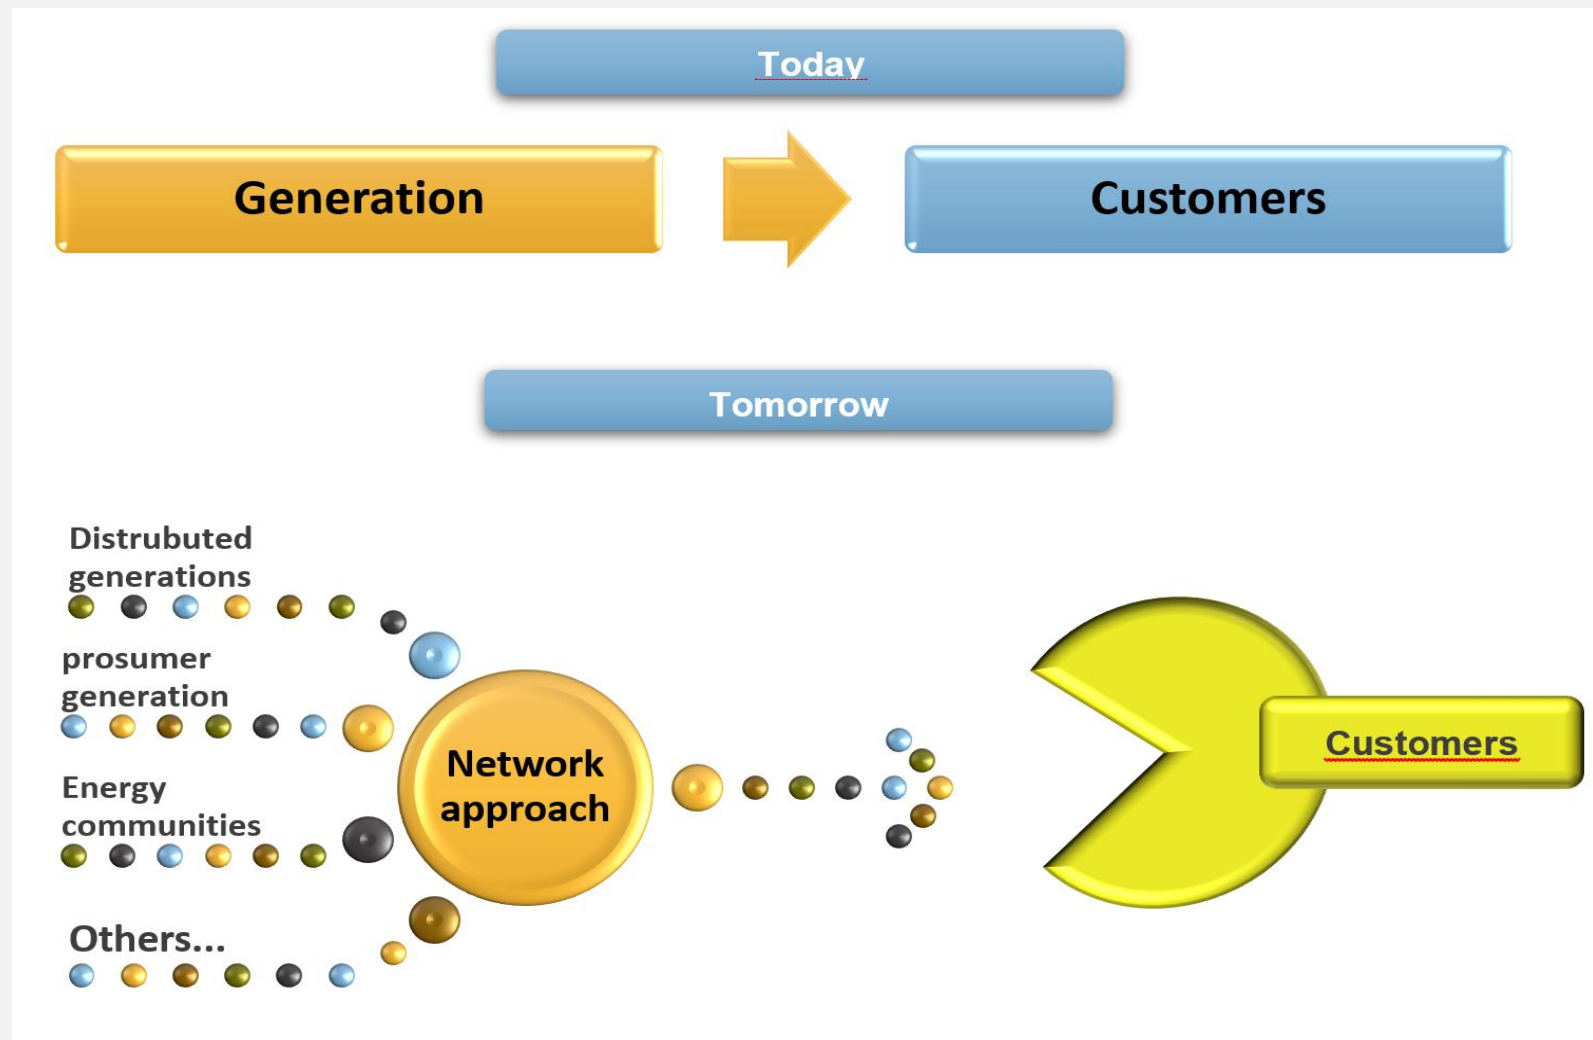 Today
Generation
Customers
Tomorrow
Distrubuted
generations
prosumer
generation
Energy
communities
Others...
Network
approach
Customers